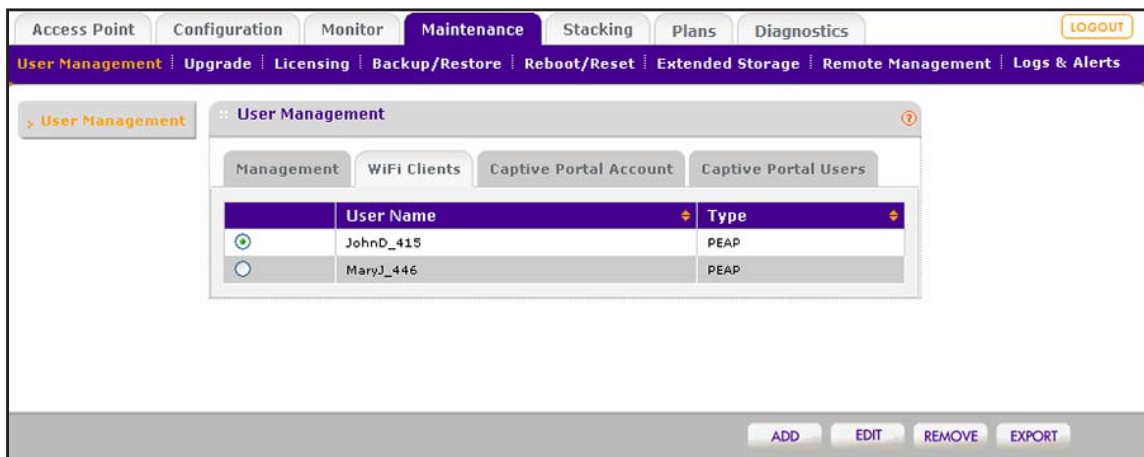 Access Point Configuration Monitor Maintenance Stacking Plans Diagnostics LOGOUT
User Management Upgrade Licensing Backup/Restore Reboot/Reset Extended Storage Remote Management Logs & Alerts
> User Management
User Management ?
Management WiFi Clients Captive Portal Account Captive Portal Users
User Name Type
JohnD_415 PEAP
MaryJ_446 PEAP
ADD EDIT REMOVE EXPORT